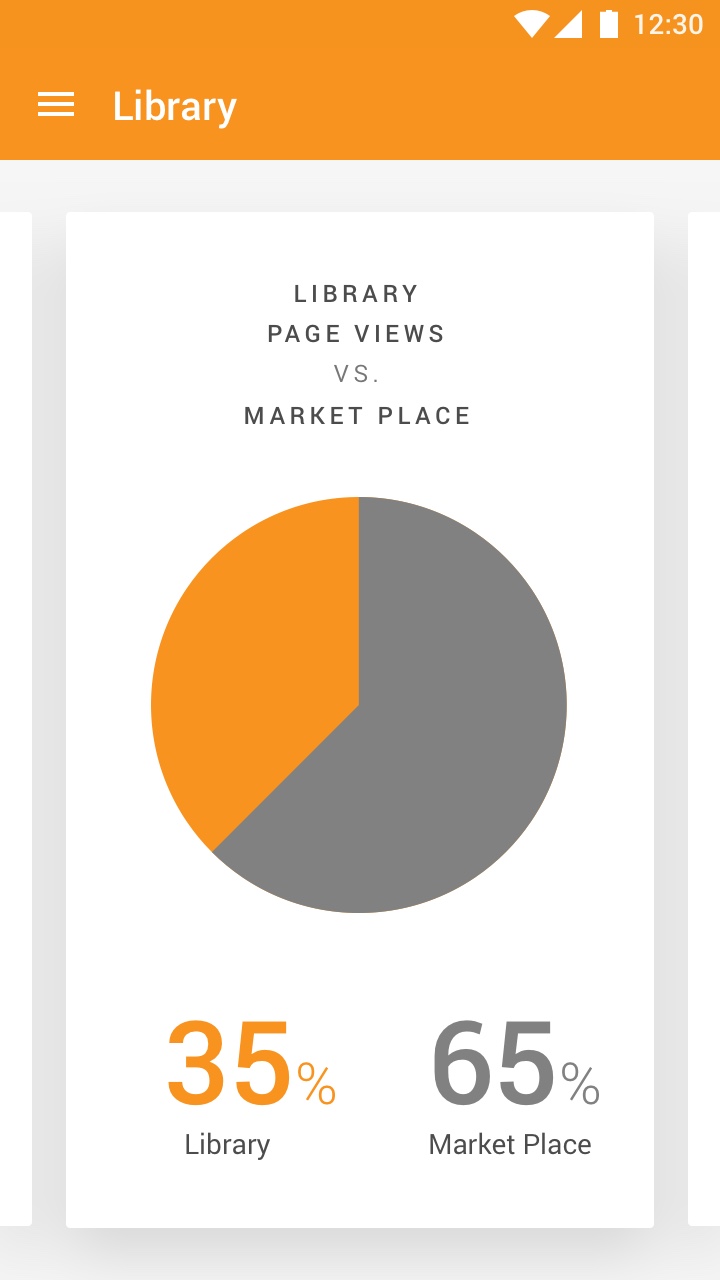 12:30
Library
LIBRARY
PAGE VIEWS
VS.
MARKET PLACE
35% 65%
Library Market Place